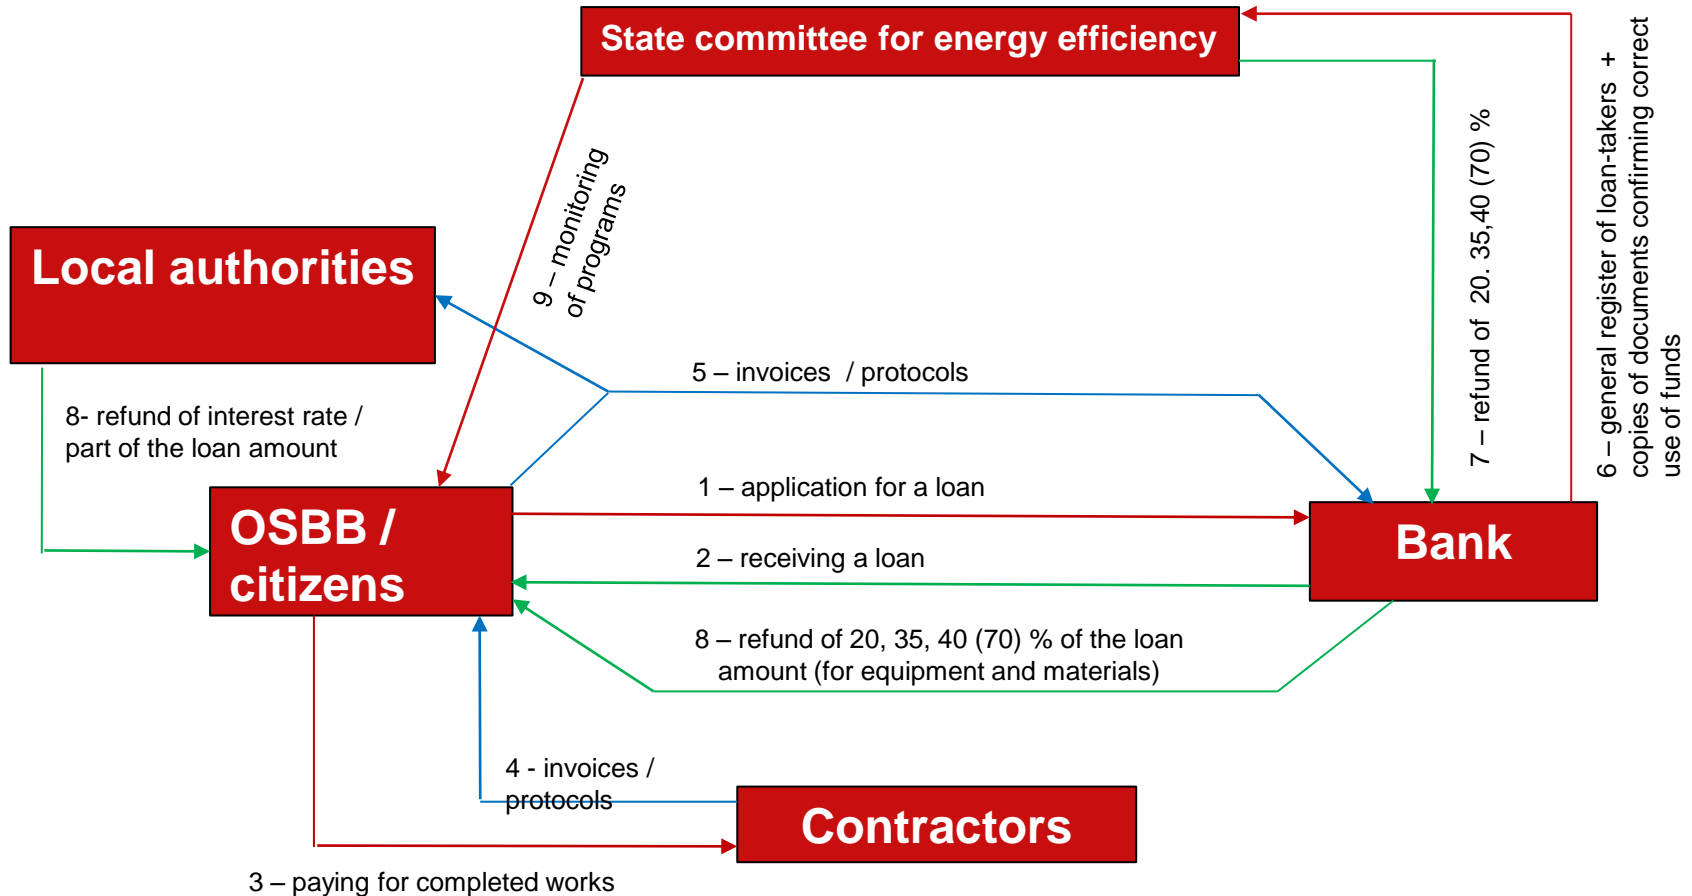 State committee for energy efficiency
6 – general register of loan-takers +
copies of documents confirming correct
use of funds
7 – refund of 20. 35,40 (70) %
9 – monitoring
of programs
Local authorities
5 – invoices / protocols
8- refund of interest rate /
part of the loan amount
1 – application for a loan
OSBB /
citizens
Bank
2 – receiving a loan
8 – refund of 20, 35, 40 (70) % of the loan
amount (for equipment and materials)
4 - invoices /
protocols
Contractors
3 – paying for completed works